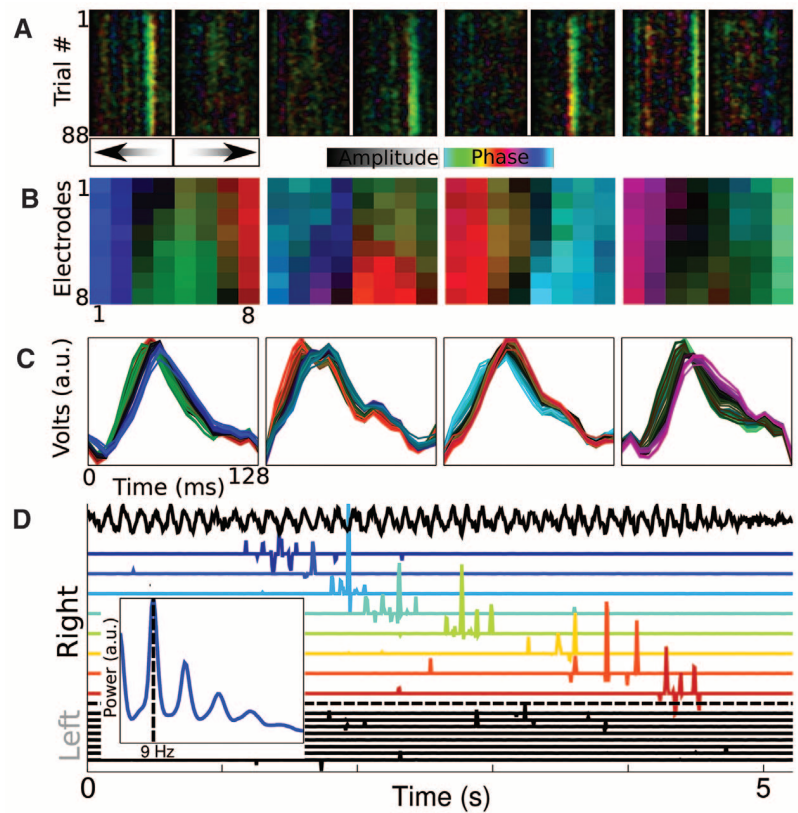 A
Trial #
1
88
Amplitude
Phase
B
Electrodes
1
8
1
8
C
Volts (a.u.)
0
128
Time (ms)
D
Right
Left
Power (a.u.)
9 Hz
0
5
Time (s)